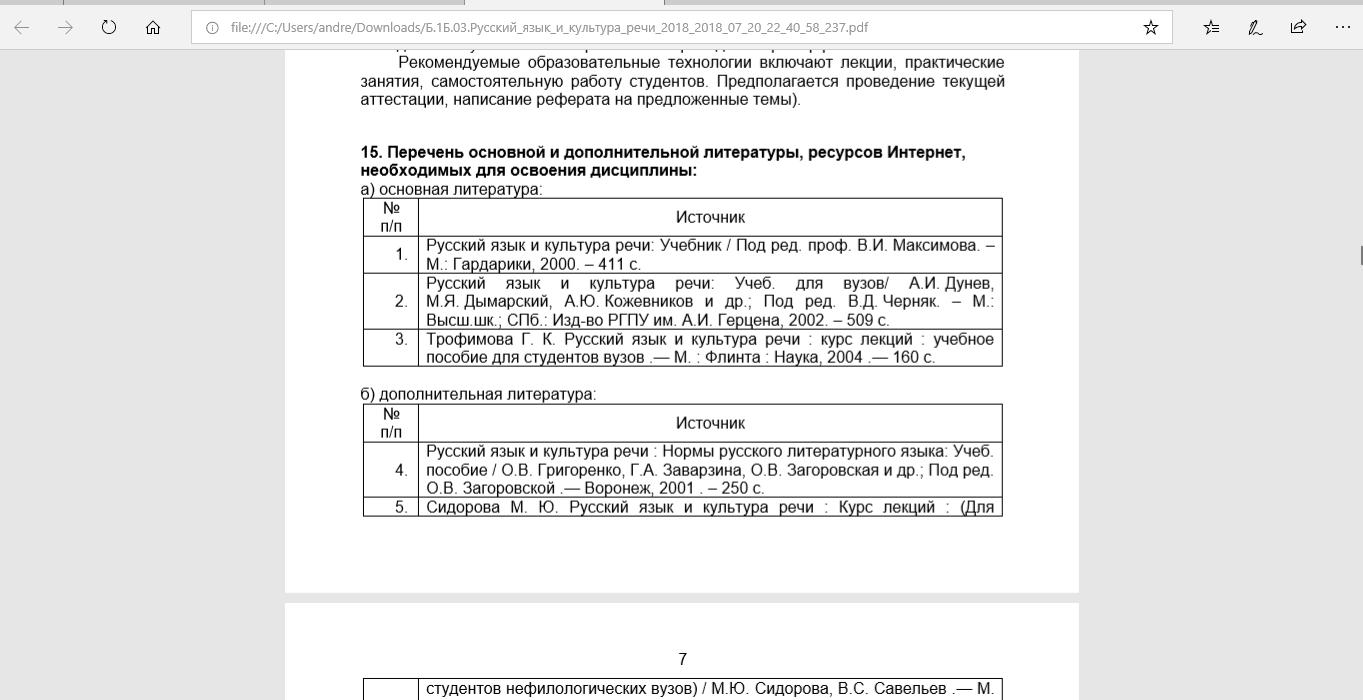 file:///C:/Users/andre/Downloads/Б.1Б.03.Русский_язык_и_культура_речи_2018_2018_07_20_22_40_58_237.pdf
Рекомендуемые образовательные технологии включают лекции, практические
занятия, самостоятельную работу студентов. Предполагается проведение текущей
аттестации, написание реферата на предложенные темы).
15. Перечень основной и дополнительной литературы, ресурсов Интернет,
необходимых для освоения дисциплины:
а) основная литература:
№
п/п
Источник
1.
Русский язык и культура речи: Учебник / Под ред. проф. В.И. Максимова. –
М.: Гардарики, 2000. – 411 с.
2.
Русский язык и культура речи: Учеб. для вузов/ А.И. Дунев,
М.Я. Дымарский, А.Ю. Кожевников и др.; Под ред. В.Д. Черняк. – М.:
Высш.шк.; СПб.: Изд-во РГПУ им. А.И. Герцена, 2002. – 509 с.
3.
Трофимова Г. К. Русский язык и культура речи : курс лекций : учебное
пособие для студентов вузов .— М. : Флинта : Наука, 2004 .— 160 с.
б) дополнительная литература:
№
п/п
Источник
4.
Русский язык и культура речи : Нормы русского литературного языка: Учеб.
пособие / О.В. Григоренко, Г.А. Заварзина, О.В. Загоровская и др.; Под ред.
О.В. Загоровской .— Воронеж, 2001 . – 250 с.
5.
Сидорова М. Ю. Русский язык и культура речи : Курс лекций : (Для
7
студентов нефилологических вузов) / М.Ю. Сидорова, В.С. Савельев .— М.